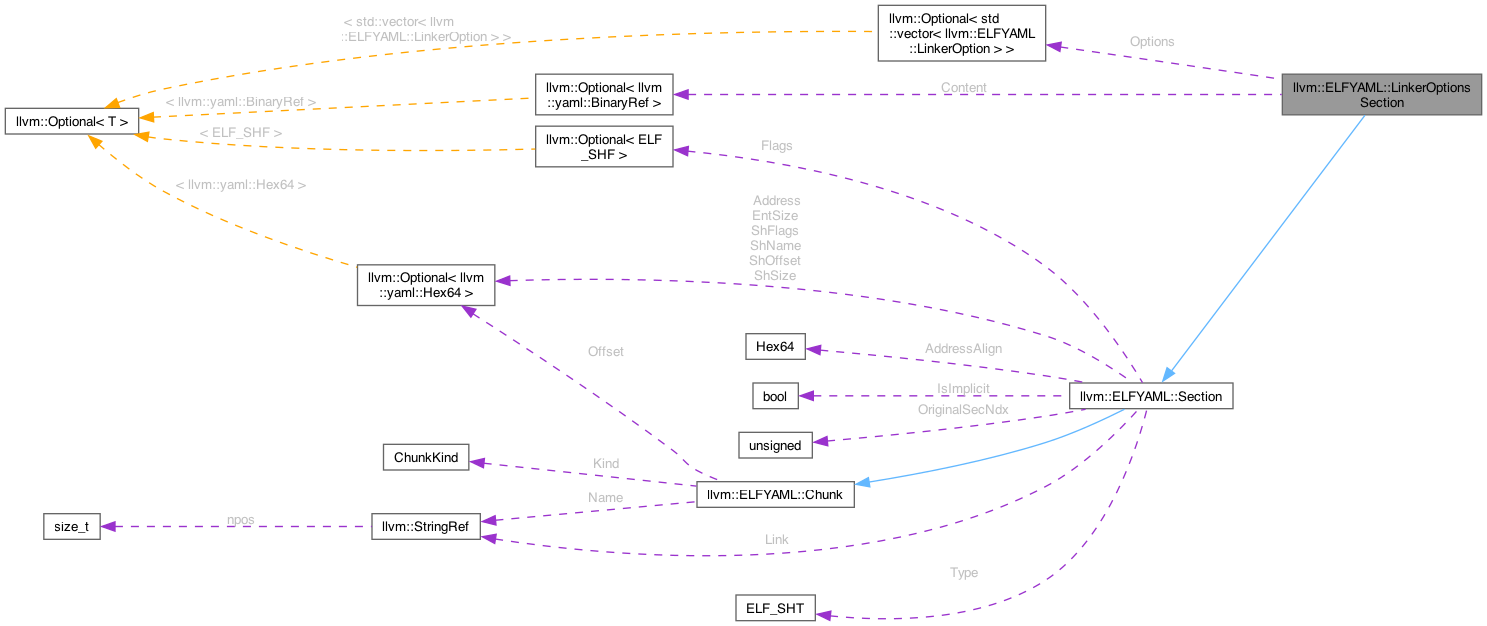 < std::vector< llvm
::ELFYAML::LinkerOption > >
llvm::Optional< std
::vector< llvm::ELFYAML
::LinkerOption > >
Options
llvm::ELFYAML::LinkerOptions
Section
llvm::Optional< T >
< llvm::yaml::BinaryRef >
llvm::Optional< llvm
::yaml::BinaryRef >
Content
< ELF_SHF >
llvm::Optional< ELF
_SHF >
Flags
< llvm::yaml::Hex64 >
Address
EntSize
ShFlags
ShName
ShOffset
ShSize
llvm::Optional< llvm
::yaml::Hex64 >
Offset
Hex64
AddressAlign
bool
IsImplicit
llvm::ELFYAML::Section
OriginalSecNdx
unsigned
ChunkKind
Kind
llvm::ELFYAML::Chunk
Name
size_t
npos
llvm::StringRef
Link
Type
ELF_SHT